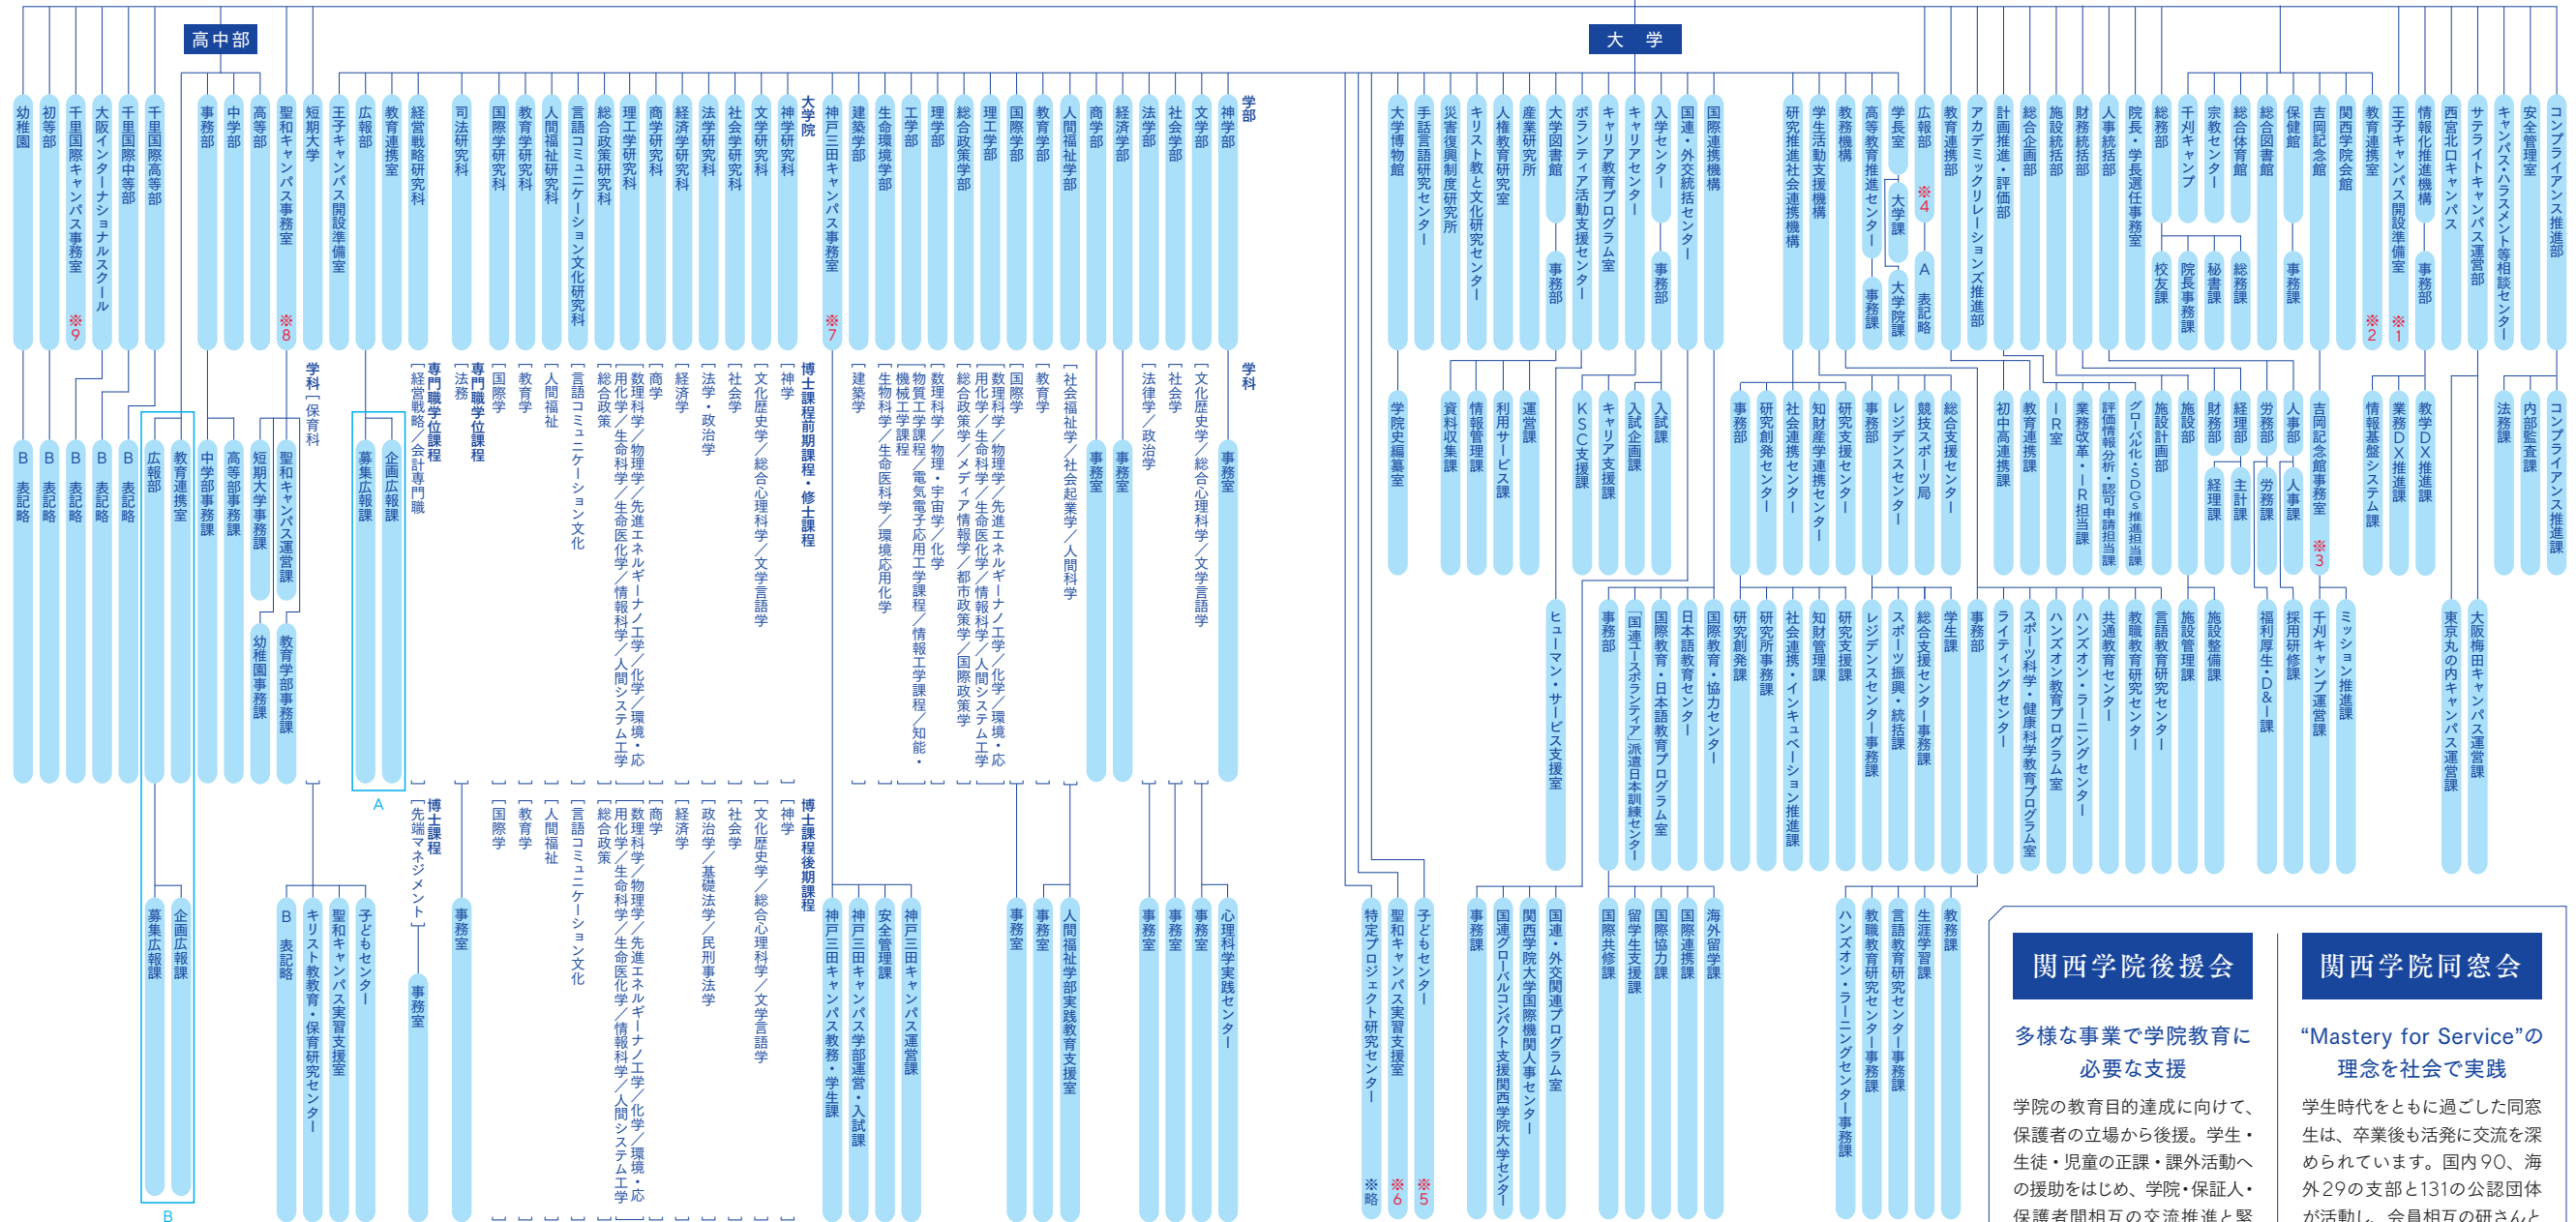 高中部
大　学
幼稚園
初等部
千里国際キャンパス事務室 ※9
大阪インターナショナルスクール
千里国際中等部
千里国際高等部
事務部
中学部
高等部
聖和キャンパス事務室 ※8
短期大学
王子キャンパス開設準備室
広報部
教育連携室
経営戦略研究科
司法研究科
国際学研究科
教育学研究科
人間福祉研究科
言語コミュニケーション文化研究科
総合政策研究科
理工学研究科
商学研究科
経済学研究科
法学研究科
社会学研究科
文学研究科
神学研究科
大学院
神戸三田キャンパス事務室 ※7
建築学部
生命環境学部
工学部
理学部
総合政策学部
理工学部
国際学部
教育学部
人間福祉学部
商学部
経済学部
法学部
社会学部
文学部
神学部
学部
大学博物館
手話言語研究センター
災害復興制度研究所
キリスト教と文化研究センター
人権教育研究室
産業研究所
大学図書館
事務部
ボランティア活動支援センター
キャリア教育プログラム室
キャリアセンター
入学センター
事務部
国連・外交統括センター
国際連携機構
研究推進社会連携機構
学生活動支援機構
教務機構
高等教育推進センター
事務課
学長室
大学課
大学院課
広報部 ※4
A 表記略
教育連携部
アカデミックリレーションズ推進部
計画推進・評価部
総合企画部
施設統括部
財務統括部
人事統括部
院長・学長選任事務室
総務部
校友課
院長事務課
秘書課
総務課
千刈キャンプ
宗教センター
総合体育館
総合図書館
保健館
事務課
吉岡記念館
関西学院会館
教育連携室 ※2
王子キャンパス開設準備室 ※1
情報化推進機構
事務部
西宮北口キャンパス
サテライトキャンパス運営部
キャンパス・ハラスメント等相談センター
安全管理室
コンプライアンス推進部
B 表記略
B 表記略
B 表記略
B 表記略
B 表記略
広報部
教育連携室
中学部事務課
高等部事務課
短期大学事務課
聖和キャンパス運営課
幼稚園事務課
教育学部事務課
学科［保育科］
募集広報課
企画広報課
A
専門職学位課程
［経営戦略／会計専門職］
専門職学位課程
［法務］
［国際学］
［教育学］
［人間福祉］
［言語コミュニケーション文化］
［総合政策］
［数理科学／物理学／先進エネルギーナノ工学／化学／環境・応
用化学／生命科学／生命医化学／情報科学／人間システム工学］
［商学］
［経済学］
［法学・政治学］
［社会学］
［文化歴史学／総合心理科学／文学言語学］
［神学］
博士課程前期課程・修士課程
［建築学］
［生物科学／生命医科学／環境応用化学］
［物質工学課程／電気電子応用工学課程／情報工学課程／知能・
機械工学課程］
［数理科学／物理・宇宙学／化学］
［総合政策学／メディア情報学／都市政策学／国際政策学］
［数理科学／物理学／先進エネルギーナノ工学／化学／環境・応
用化学／生命科学／生命医化学／情報科学／人間システム工学］
［国際学］
［教育学］
［社会福祉学／社会起業学／人間科学］
事務室
事務室
［法律学／政治学］
［社会学］
［文化歴史学／総合心理科学／文学言語学］
事務室
学科
学院史編纂室
資料収集課
情報管理課
利用サービス課
運営課
KSC支援課
キャリア支援課
入試企画課
入試課
事務部
研究創発センター
社会連携センター
知財産学連携センター
研究支援センター
事務部
レジデンスセンター
競技スポーツ局
総合支援センター
初中高連携課
教育連携課
IR室
業務改革・IR担当課
評価情報分析・認可申請担当課
グローバル化・SDGs推進担当課
施設計画部
施設部
財務部
経理課
経理部
主計課
労務部
労務課
人事部
人事課
吉岡記念館事務室 ※3
情報基盤システム課
業務DX推進課
教学DX推進課
法務課
内部監査課
コンプライアンス推進課
ヒューマン・サービス支援室
事務部
「国連ユースボランティア」派遣日本訓練センター
国際教育・日本語教育プログラム室
日本語教育センター
国際教育・協力センター
研究創発課
研究所事務課
社会連携・インキュベーション推進課
知財管理課
研究支援課
レジデンスセンター事務課
スポーツ振興・統括課
総合支援センター事務課
学生課
事務部
ライティングセンター
スポーツ科学・健康科学教育プログラム室
ハンズオン教育プログラム室
ハンズオン・ラーニングセンター
共通教育センター
教職教育研究センター
言語教育研究センター
施設管理課
施設整備課
福利厚生・D&I課
採用研修課
千刈キャンプ運営課
ミッション推進課
東京丸の内キャンパス運営課
大阪梅田キャンパス運営課
募集広報課
企画広報課
B
B 表記略
キリスト教教育・保育研究センター
聖和キャンパス実習支援室
子どもセンター
博士課程
［先端マネジメント］
事務室
事務室
［国際学］
［教育学］
［人間福祉］
［言語コミュニケーション文化］
［総合政策］
［数理科学／物理学／先進エネルギーナノ工学／化学／環境・応
用化学／生命科学／生命医化学／情報科学／人間システム工学］
［商学］
［経済学］
［政治学／基礎法学／民刑事法学］
［社会学］
［文化歴史学／総合心理科学／文学言語学］
［神学］
博士課程後期課程
神戸三田キャンパス教務・学生課
神戸三田キャンパス学部運営・入試課
安全管理課
神戸三田キャンパス運営課
事務室
事務室
人間福祉学部実践教育支援室
事務室
事務室
事務室
心理科学実践センター
特定プロジェクト研究センター ※略
聖和キャンパス実習支援室 ※6
子どもセンター ※5
事務課
国連グローバルコンパクト支援関西学院大学センター
関西学院大学国際機関人事センター
国連・外交関連プログラム室
国際共修課
留学生支援課
国際協力課
国際連携課
海外留学課
ハンズオン・ラーニングセンター事務課
教職教育研究センター事務課
言語教育研究センター事務課
生涯学習課
教務課
関西学院後援会
多様な事業で学院教育に
必要な支援
学院の教育目的達成に向けて、
保護者の立場から後援。学生・
生徒・児童の正課・課外活動へ
の援助をはじめ、学院・保証人・
保護者間相互の交流推進と緊
関西学院同窓会
“Mastery for Service”の
理念を社会で実践
学生時代をともに過ごした同窓
生は、卒業後も活発に交流を深
められています。国内90、海
外29の支部と131の公認団体
が活動し、会員相互の研さんと